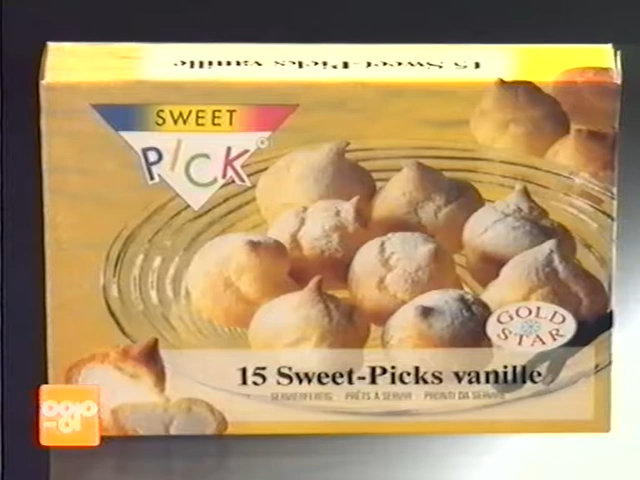 15 Sweet-Picks vanille
SWEET
PICK
GOLD
STAR
15 Sweet-Picks vanille
SERVIERFERTIG PRÊTS À SERVIR PRONTI DA SERVIRE